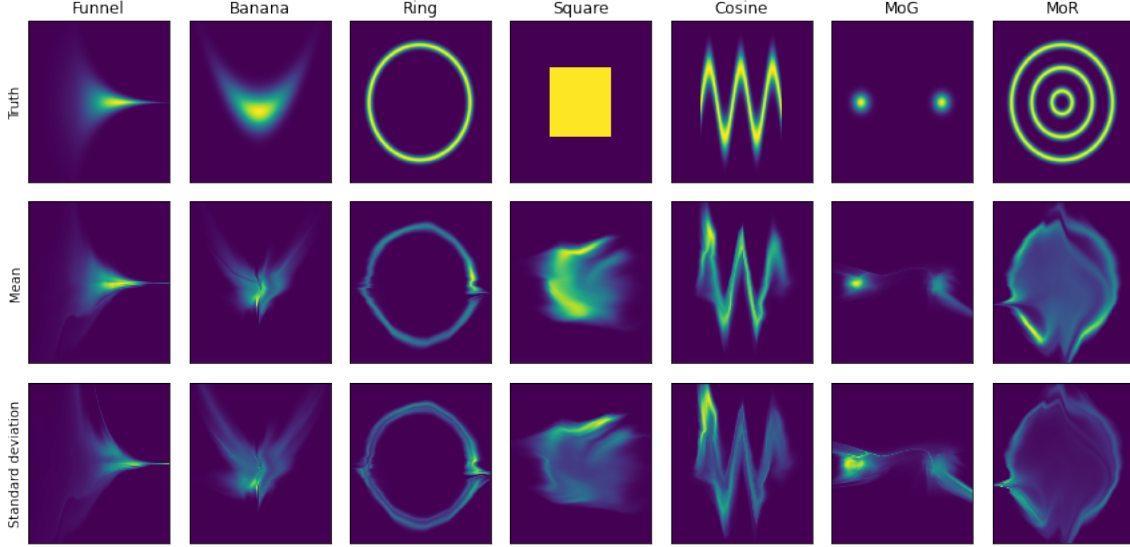 Funnel Banana Ring Square Cosine MoG MoR
Truth
Mean
Standard deviation